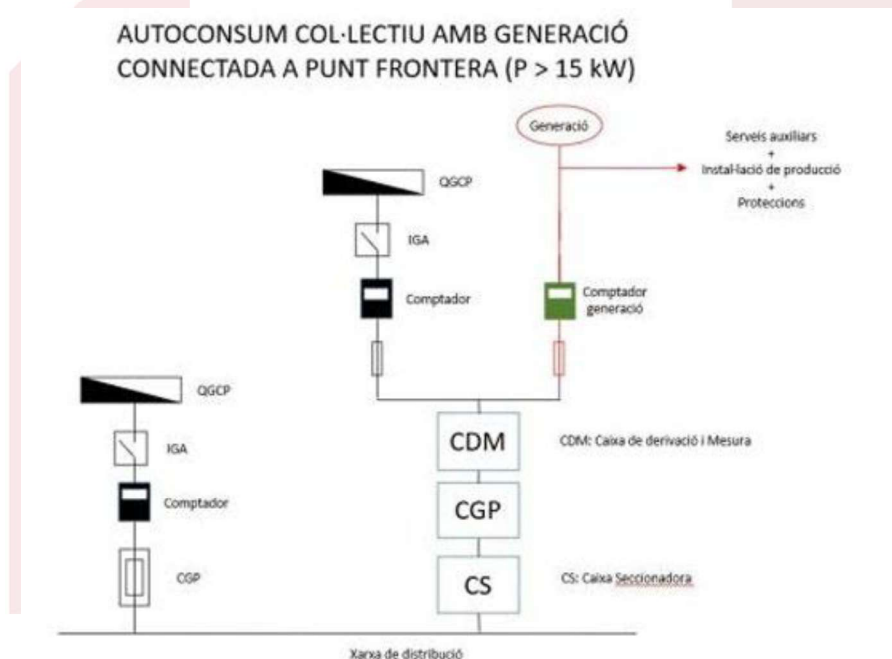 AUTOCONSUM COL·LECTIU AMB GENERACIÓ
CONNECTADA A PUNT FRONTERA (P > 15 kW)
Generació
Serveis auxiliars
+
Instal·lació de producció
+
Proteccions
QGCP
IGA
Comptador
Comptador
generació
QGCP
IGA
Comptador
CGP
CDM
CDM: Caixa de derivació i Mesura
CGP
CS
CS: Caixa Seccionadora
Xarxa de distribució